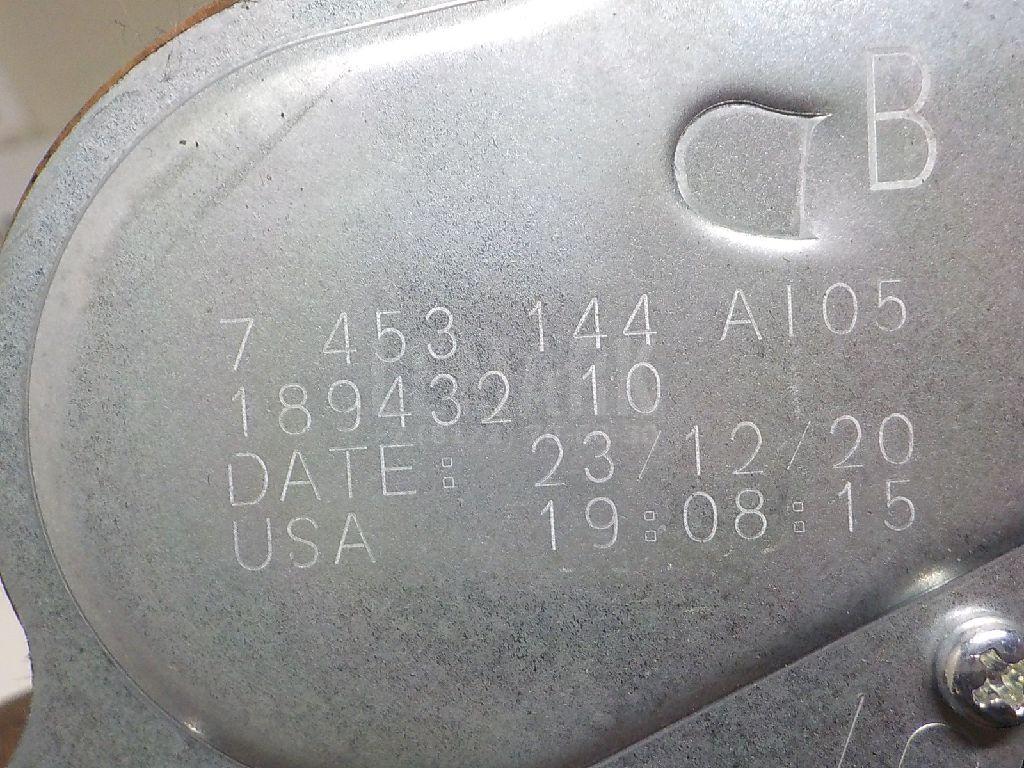 B
7 453 144 AI05
189432 10
DATE: 23/12/20
USA 19:08:15